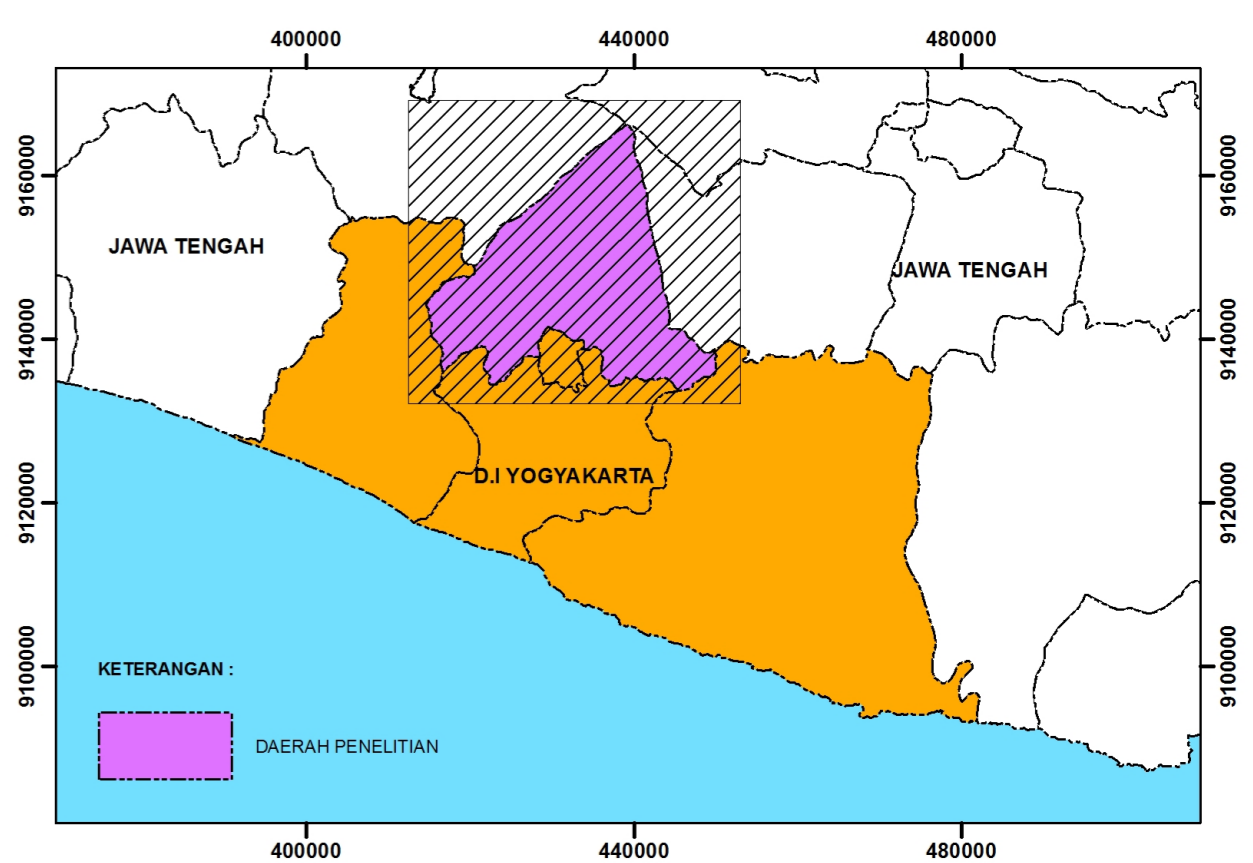 400000 440000 480000
9160000 9160000
JAWA TENGAH
JAWA TENGAH
9140000 9140000
D.I YOGYAKARTA
9120000 9120000
9100000 9100000
KETERANGAN :
DAERAH PENELITIAN
400000 440000 480000